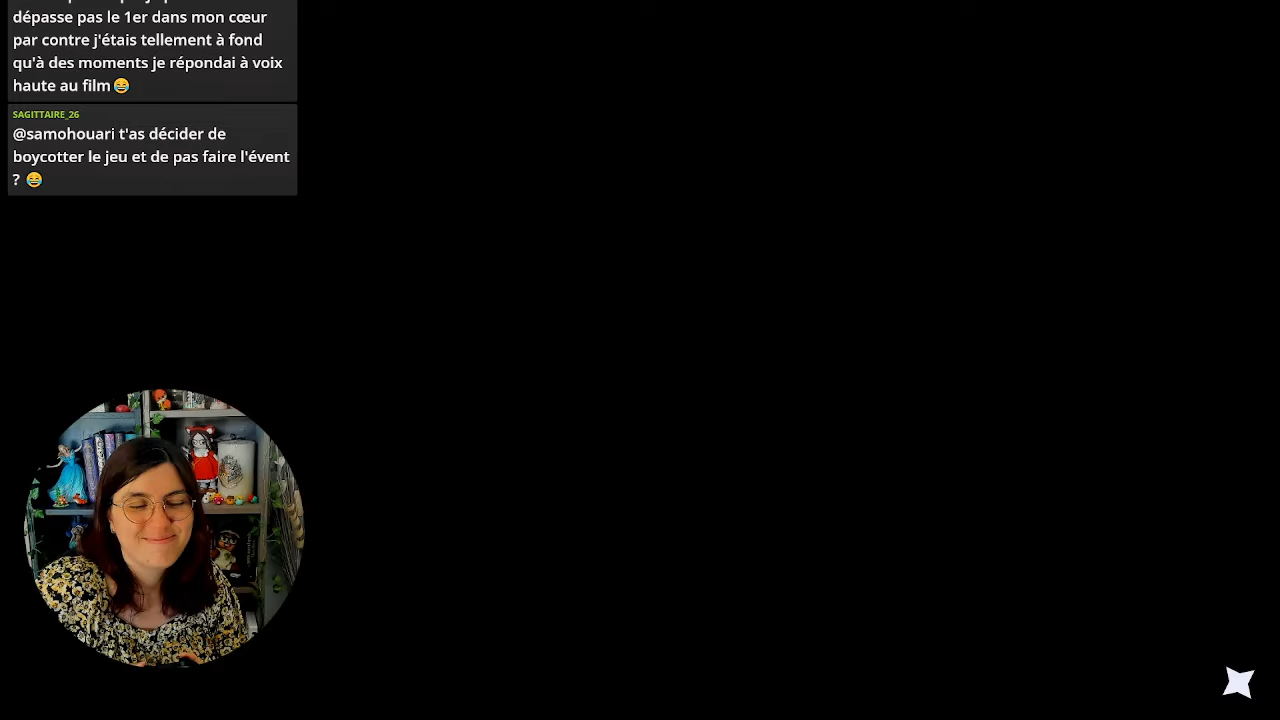 dépasse pas le 1er dans mon cœur
par contre j'étais tellement à fond
qu'à des moments je répondai à voix
haute au film😂
SAGITTAIRE_26
@samohouari t'as décider de
boycotter le jeu et de pas faire l'évent
? 😂